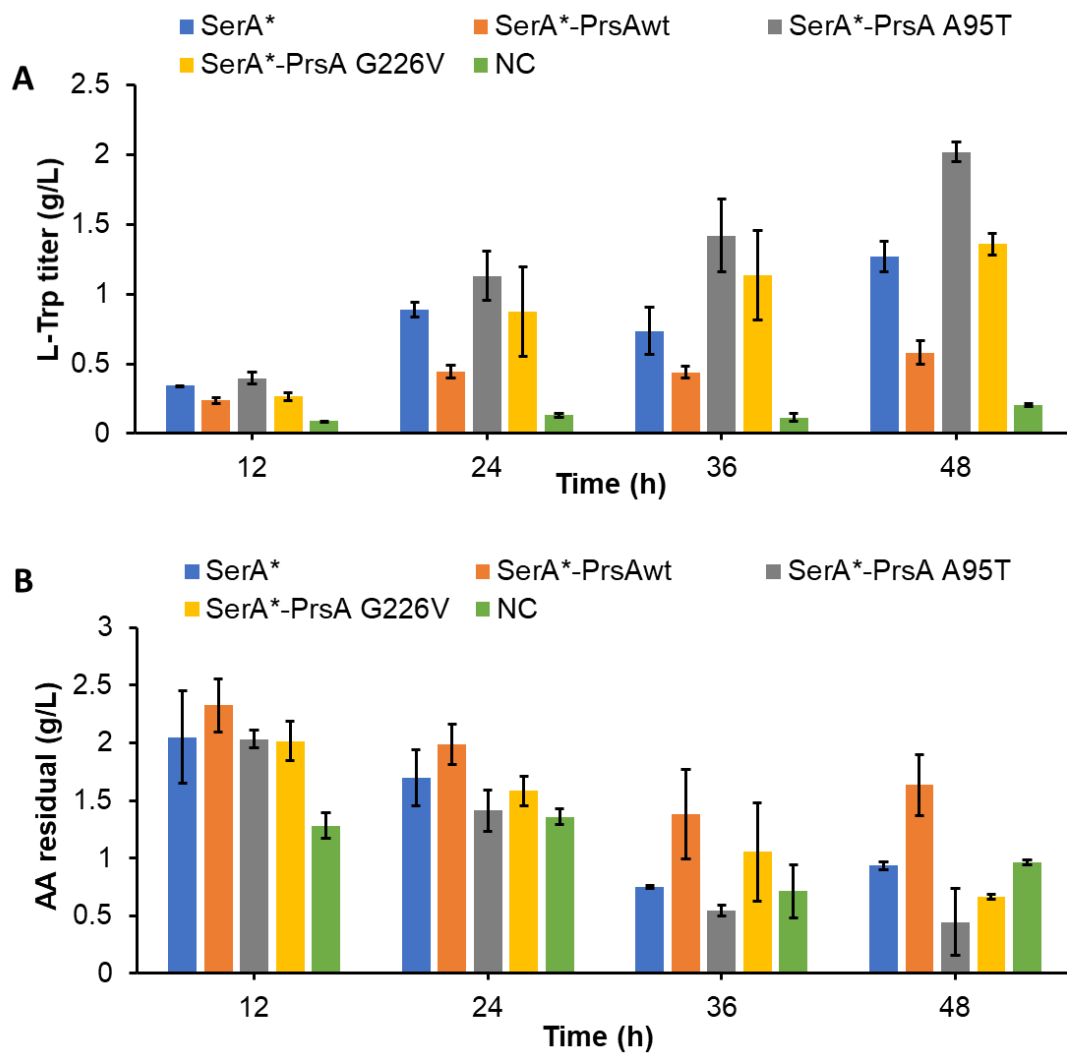 SerA* SerA*-PrsAwt SerA*-PrsA A95T
SerA*-PrsA G226V NC
A
2.5
2
1.5
1
0.5
0
L-Trp titer (g/L)
12 24 36 48
Time (h)
SerA* SerA*-PrsAwt SerA*-PrsA A95T
B
SerA*-PrsA G226V NC
3
2.5
2
1.5
1
0.5
0
AA residual (g/L)
12 24 36 48
Time (h)